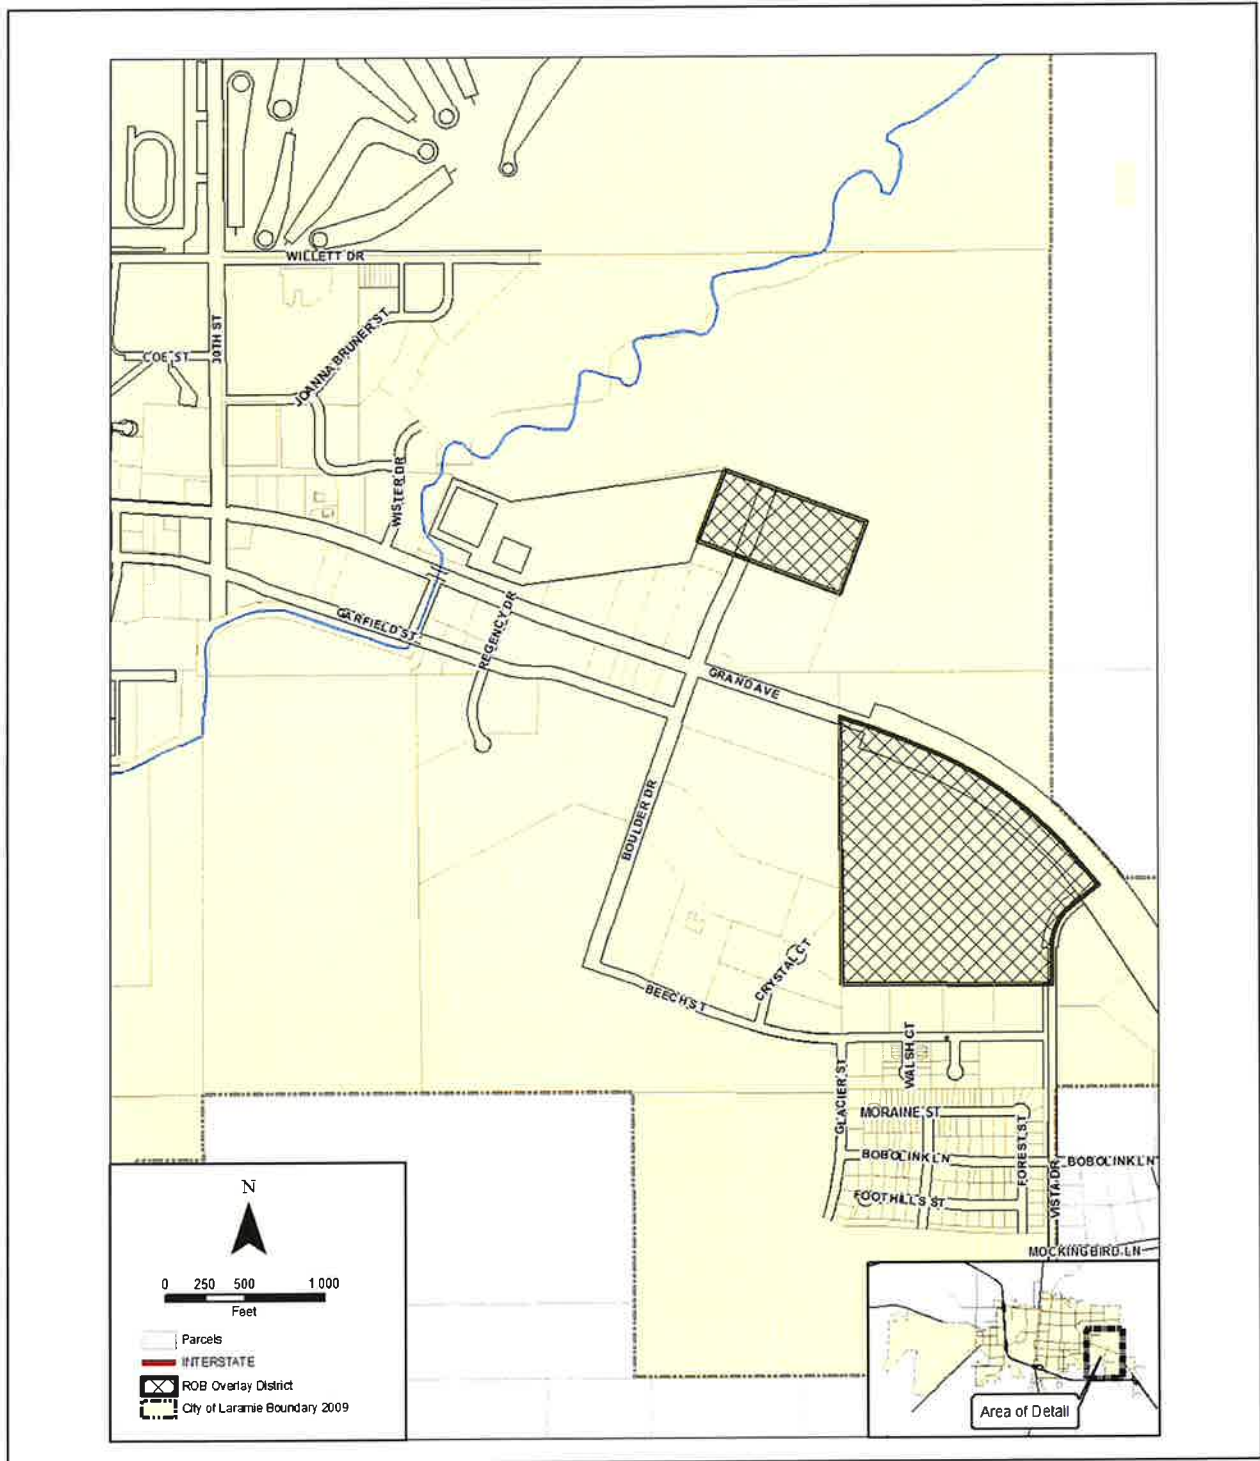 WILLETT DR
30TH ST
COE ST
JOANNA BRUNER ST
WISTER DR
GARFIELD ST
REGENCY DR
GRAND AVE
BOULDER DR
CRYSTAL CT
BEECH ST
WALSH CT
GLACIER ST
MORAINE ST
FOREST ST
BOBOLINK LN
BOBOLINK LN
VISTA DR
FOOTHILLS ST
MOCKINGBIRD LN
N
0 250 500 1 000
Feet
Parcels
INTERSTATE
ROB Overlay District
City of Laramie Boundary 2009
Area of Detail